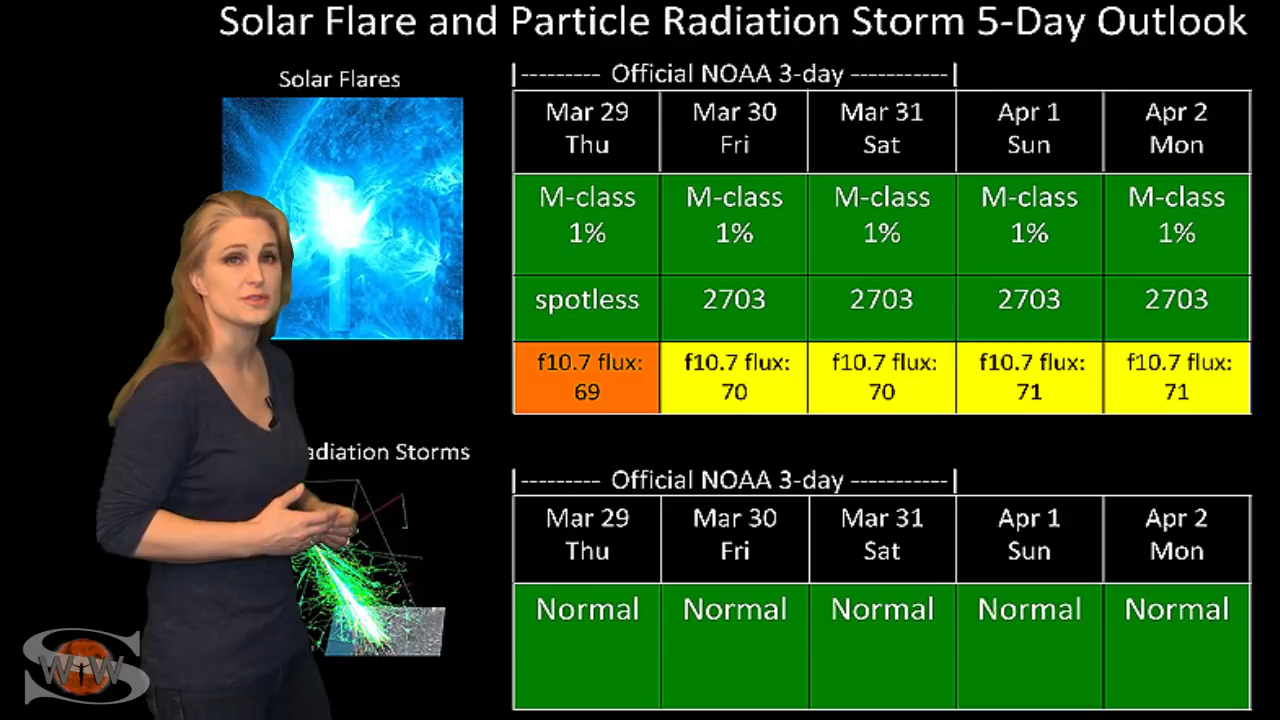 Solar Flare and Particle Radiation Storm 5-Day Outlook
Solar Flares
|--------- Official NOAA 3-day -----------|
Mar 29 Mar 30 Mar 31 Apr 1 Apr 2
Thu Fri Sat Sun Mon
M-class M-class M-class M-class M-class
1% 1% 1% 1% 1%
spotless 2703 2703 2703 2703
f10.7 flux: f10.7 flux: f10.7 flux: f10.7 flux: f10.7 flux:
69 70 70 71 71
adiation Storms
|--------- Official NOAA 3-day -----------|
Mar 29 Mar 30 Mar 31 Apr 1 Apr 2
Thu Fri Sat Sun Mon
Normal Normal Normal Normal Normal
S
WTW